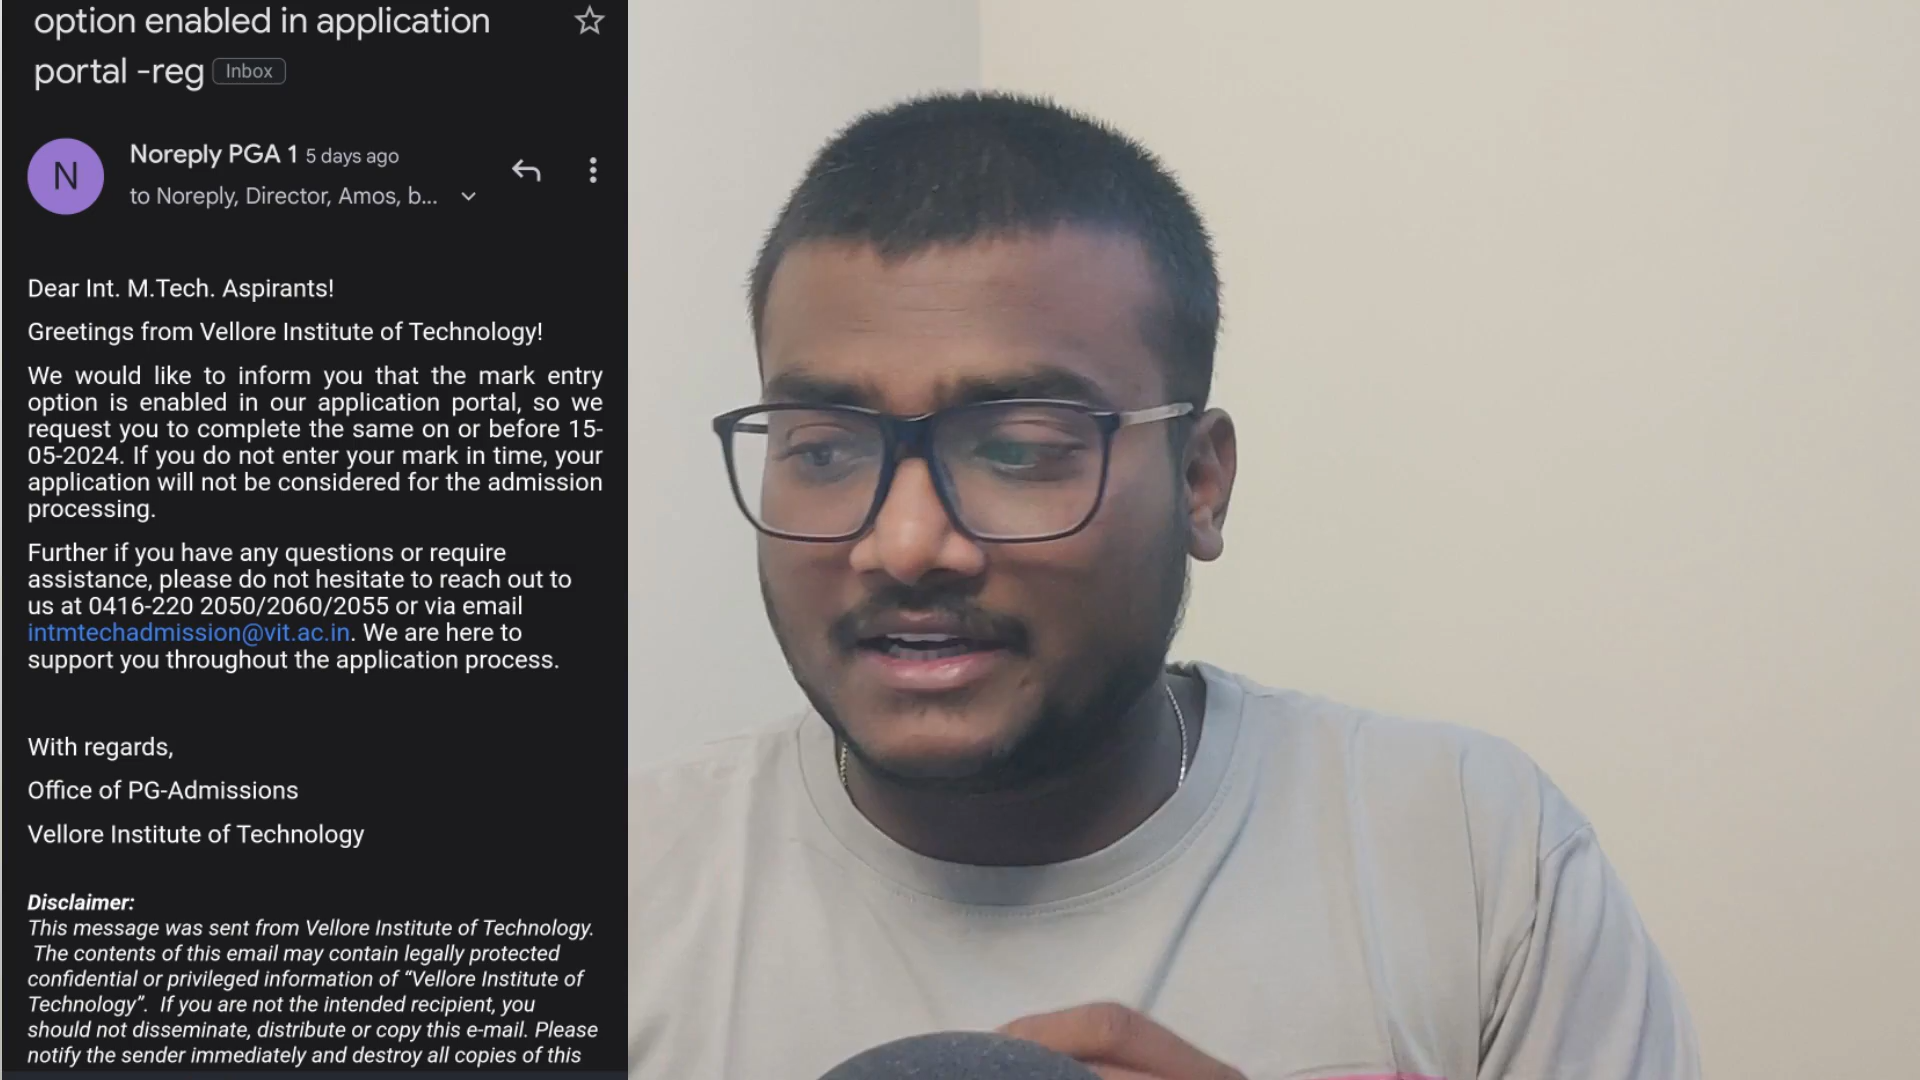 option enabled in application
portal -reg Inbox
N
Noreply PGA 1 5 days ago
to Noreply, Director, Amos, b...
Dear Int. M.Tech. Aspirants!
Greetings from Vellore Institute of Technology!
We would like to inform you that the mark entry
option is enabled in our application portal, so we
request you to complete the same on or before 15-
05-2024. If you do not enter your mark in time, your
application will not be considered for the admission
processing.
Further if you have any questions or require
assistance, please do not hesitate to reach out to
us at 0416-220 2050/2060/2055 or via email
intmtechadmission@vit.ac.in. We are here to
support you throughout the application process.
With regards,
Office of PG-Admissions
Vellore Institute of Technology
Disclaimer:
This message was sent from Vellore Institute of Technology.
The contents of this email may contain legally protected
confidential or privileged information of “Vellore Institute of
Technology”. If you are not the intended recipient, you
should not disseminate, distribute or copy this e-mail. Please
notify the sender immediately and destroy all copies of this